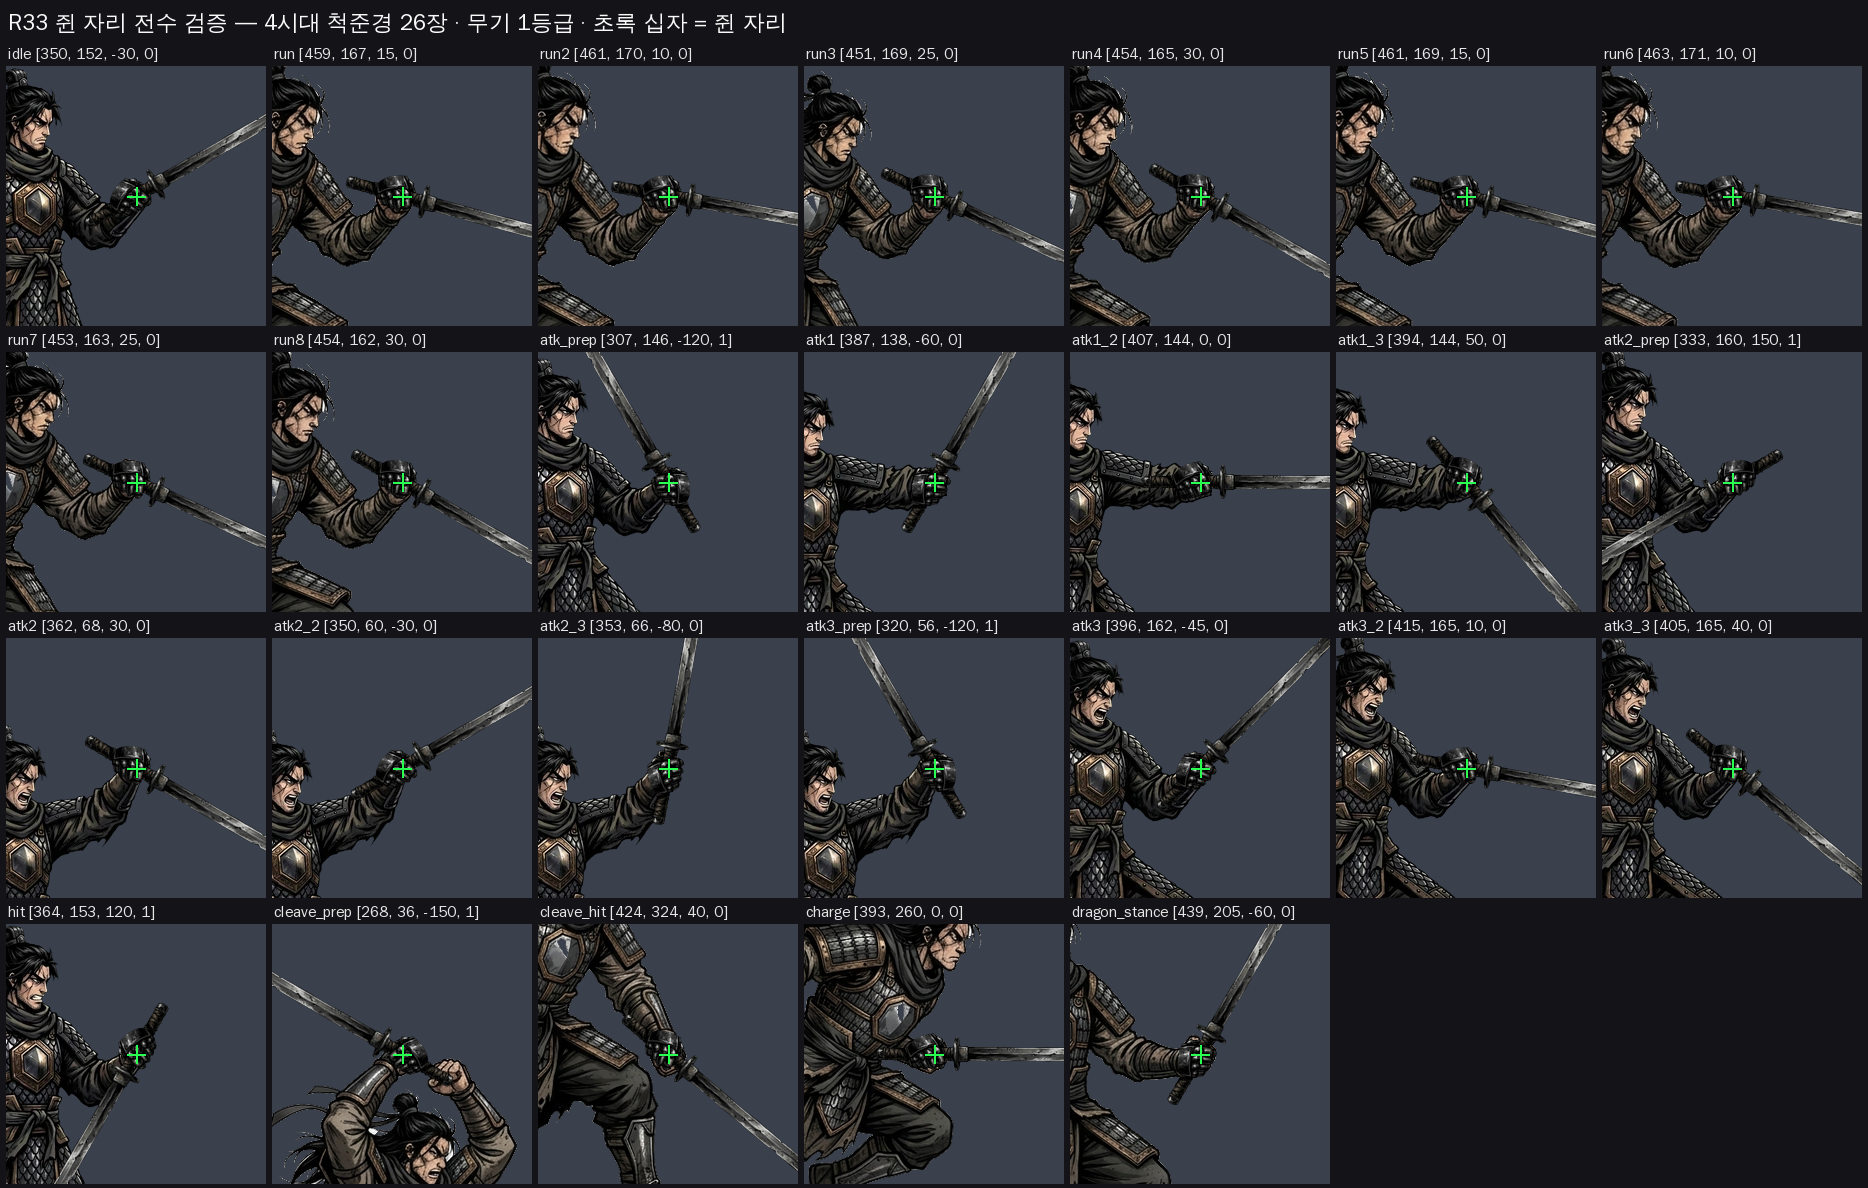 R33 쥔 자리 전수 검증 — 4시대 척준경 26장 · 무기 1등급 · 초록 십자 = 쥔 자리
idle [350, 152, -30, 0]
run [459, 167, 15, 0]
run2 [461, 170, 10, 0]
run3 [451, 169, 25, 0]
run4 [454, 165, 30, 0]
run5 [461, 169, 15, 0]
run6 [463, 171, 10, 0]
run7 [453, 163, 25, 0]
run8 [454, 162, 30, 0]
atk_prep [307, 146, -120, 1]
atk1 [387, 138, -60, 0]
atk1_2 [407, 144, 0, 0]
atk1_3 [394, 144, 50, 0]
atk2_prep [333, 160, 150, 1]
atk2 [362, 68, 30, 0]
atk2_2 [350, 60, -30, 0]
atk2_3 [353, 66, -80, 0]
atk3_prep [320, 56, -120, 1]
atk3 [396, 162, -45, 0]
atk3_2 [415, 165, 10, 0]
atk3_3 [405, 165, 40, 0]
hit [364, 153, 120, 1]
cleave_prep [268, 36, -150, 1]
cleave_hit [424, 324, 40, 0]
charge [393, 260, 0, 0]
dragon_stance [439, 205, -60, 0]